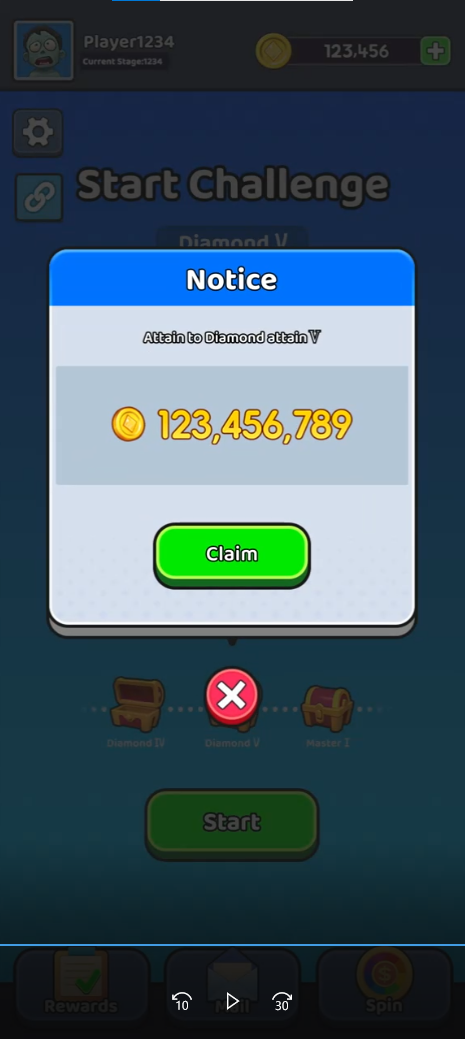 Player1234
Current Stage:1234
123,456
Start Challenge
Diamond V
Notice
Attain to Diamond attain V
123,456,789
Claim
Diamond IV
Diamond V
Master I
Start
Rewards
Mail
Spin
10
30